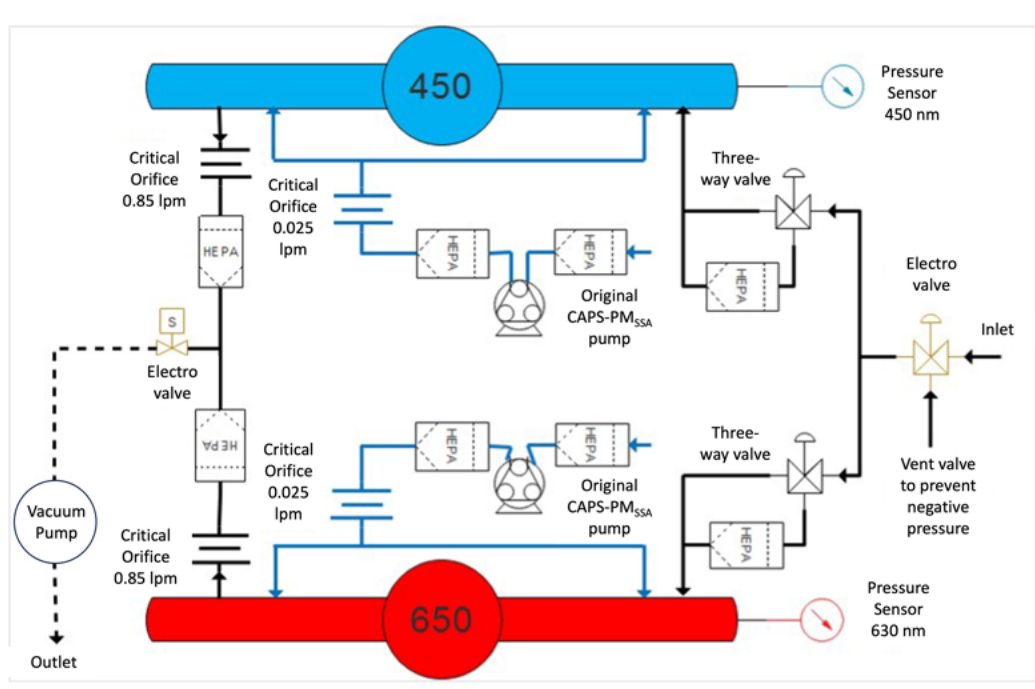 450
Pressure
Sensor
450 nm
Critical
Orifice
0.85 lpm
Critical
Orifice
0.025
lpm
Three-
way valve
HEPA
HEPA
HEPA
HEPA
Original
CAPS-PMSSA
pump
Electro
valve
Inlet
S
Electro
valve
HEPA
HEPA
HEPA
Critical
Orifice
0.025
lpm
Original
CAPS-PMSSA
pump
Three-
way valve
Vent valve
to prevent
negative
pressure
Vacuum
Pump
Critical
Orifice
0.85 lpm
HEPA
650
Pressure
Sensor
630 nm
Outlet